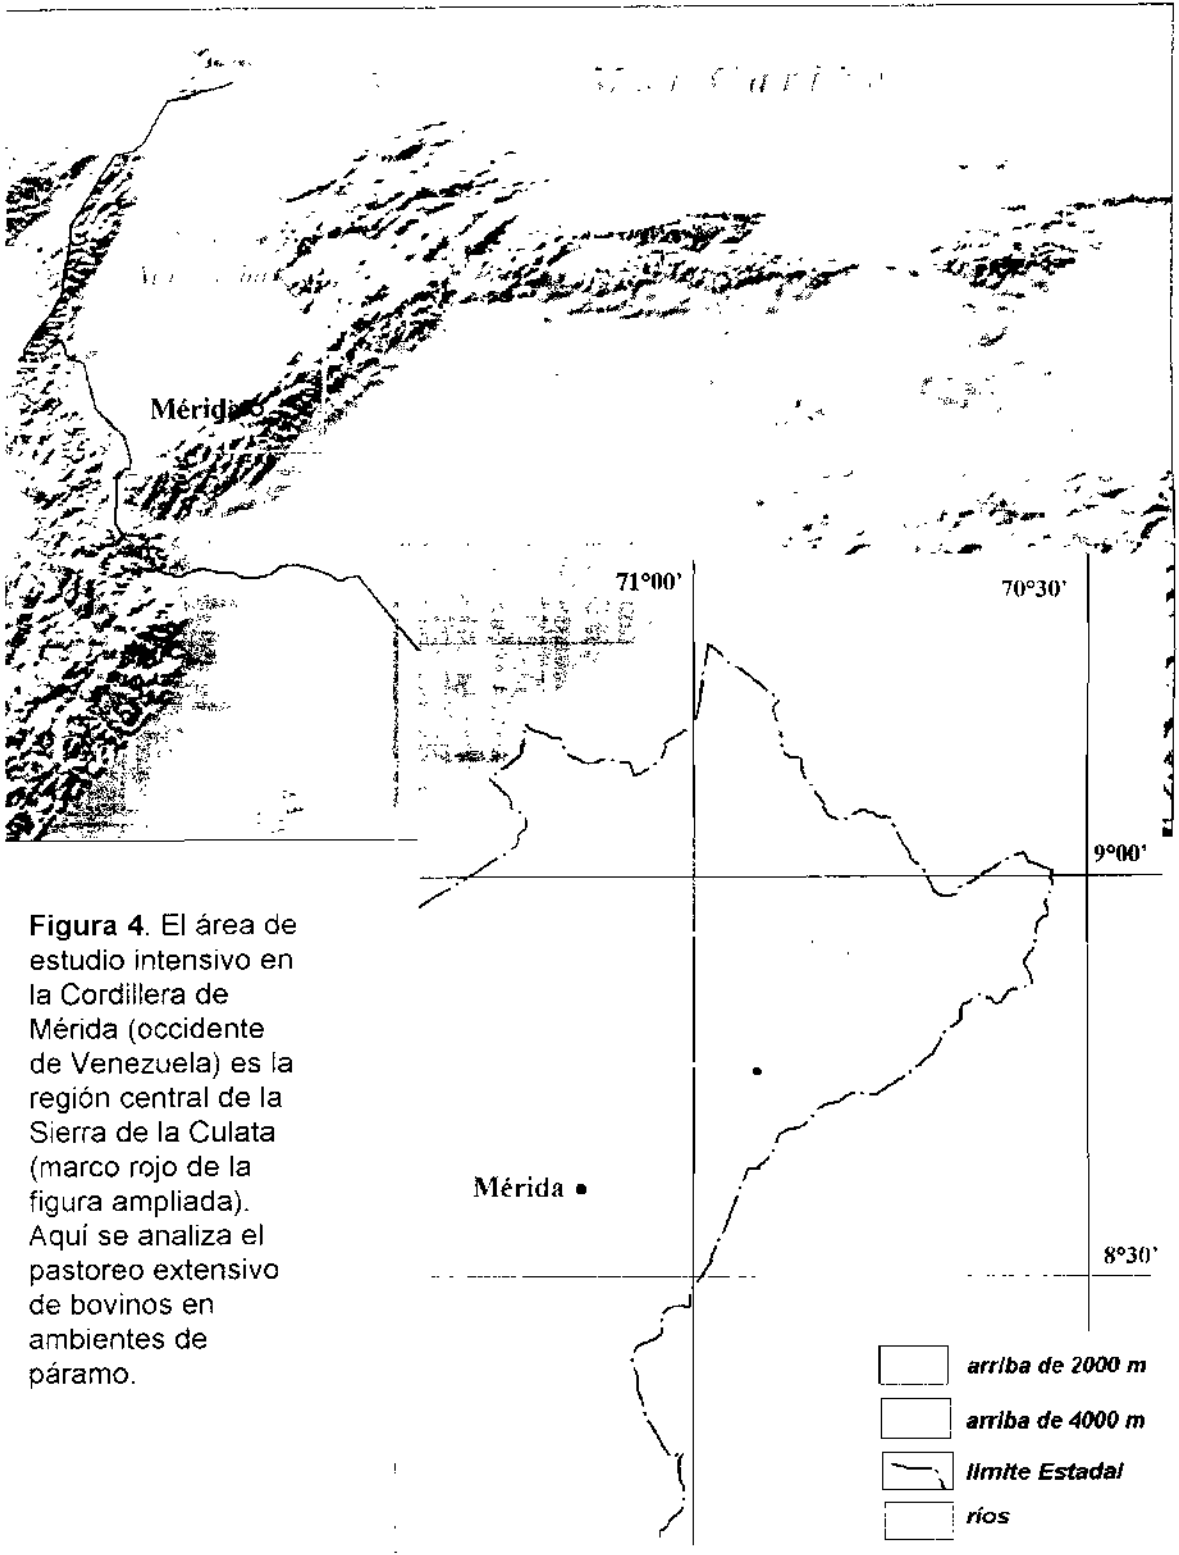 Mar Caribe
Mérida
71°00'
70°30'
9°00'
Figura 4. El área de
estudio intensivo en
la Cordillera de
Mérida (occidente
de Venezuela) es la
región central de la
Sierra de la Culata
(marco rojo de la
figura ampliada).
Aquí se analiza el
pastoreo extensivo
de bovinos en
ambientes de
páramo.
Mérida
8°30'
arriba de 2000 m
arriba de 4000 m
límite Estadal
ríos